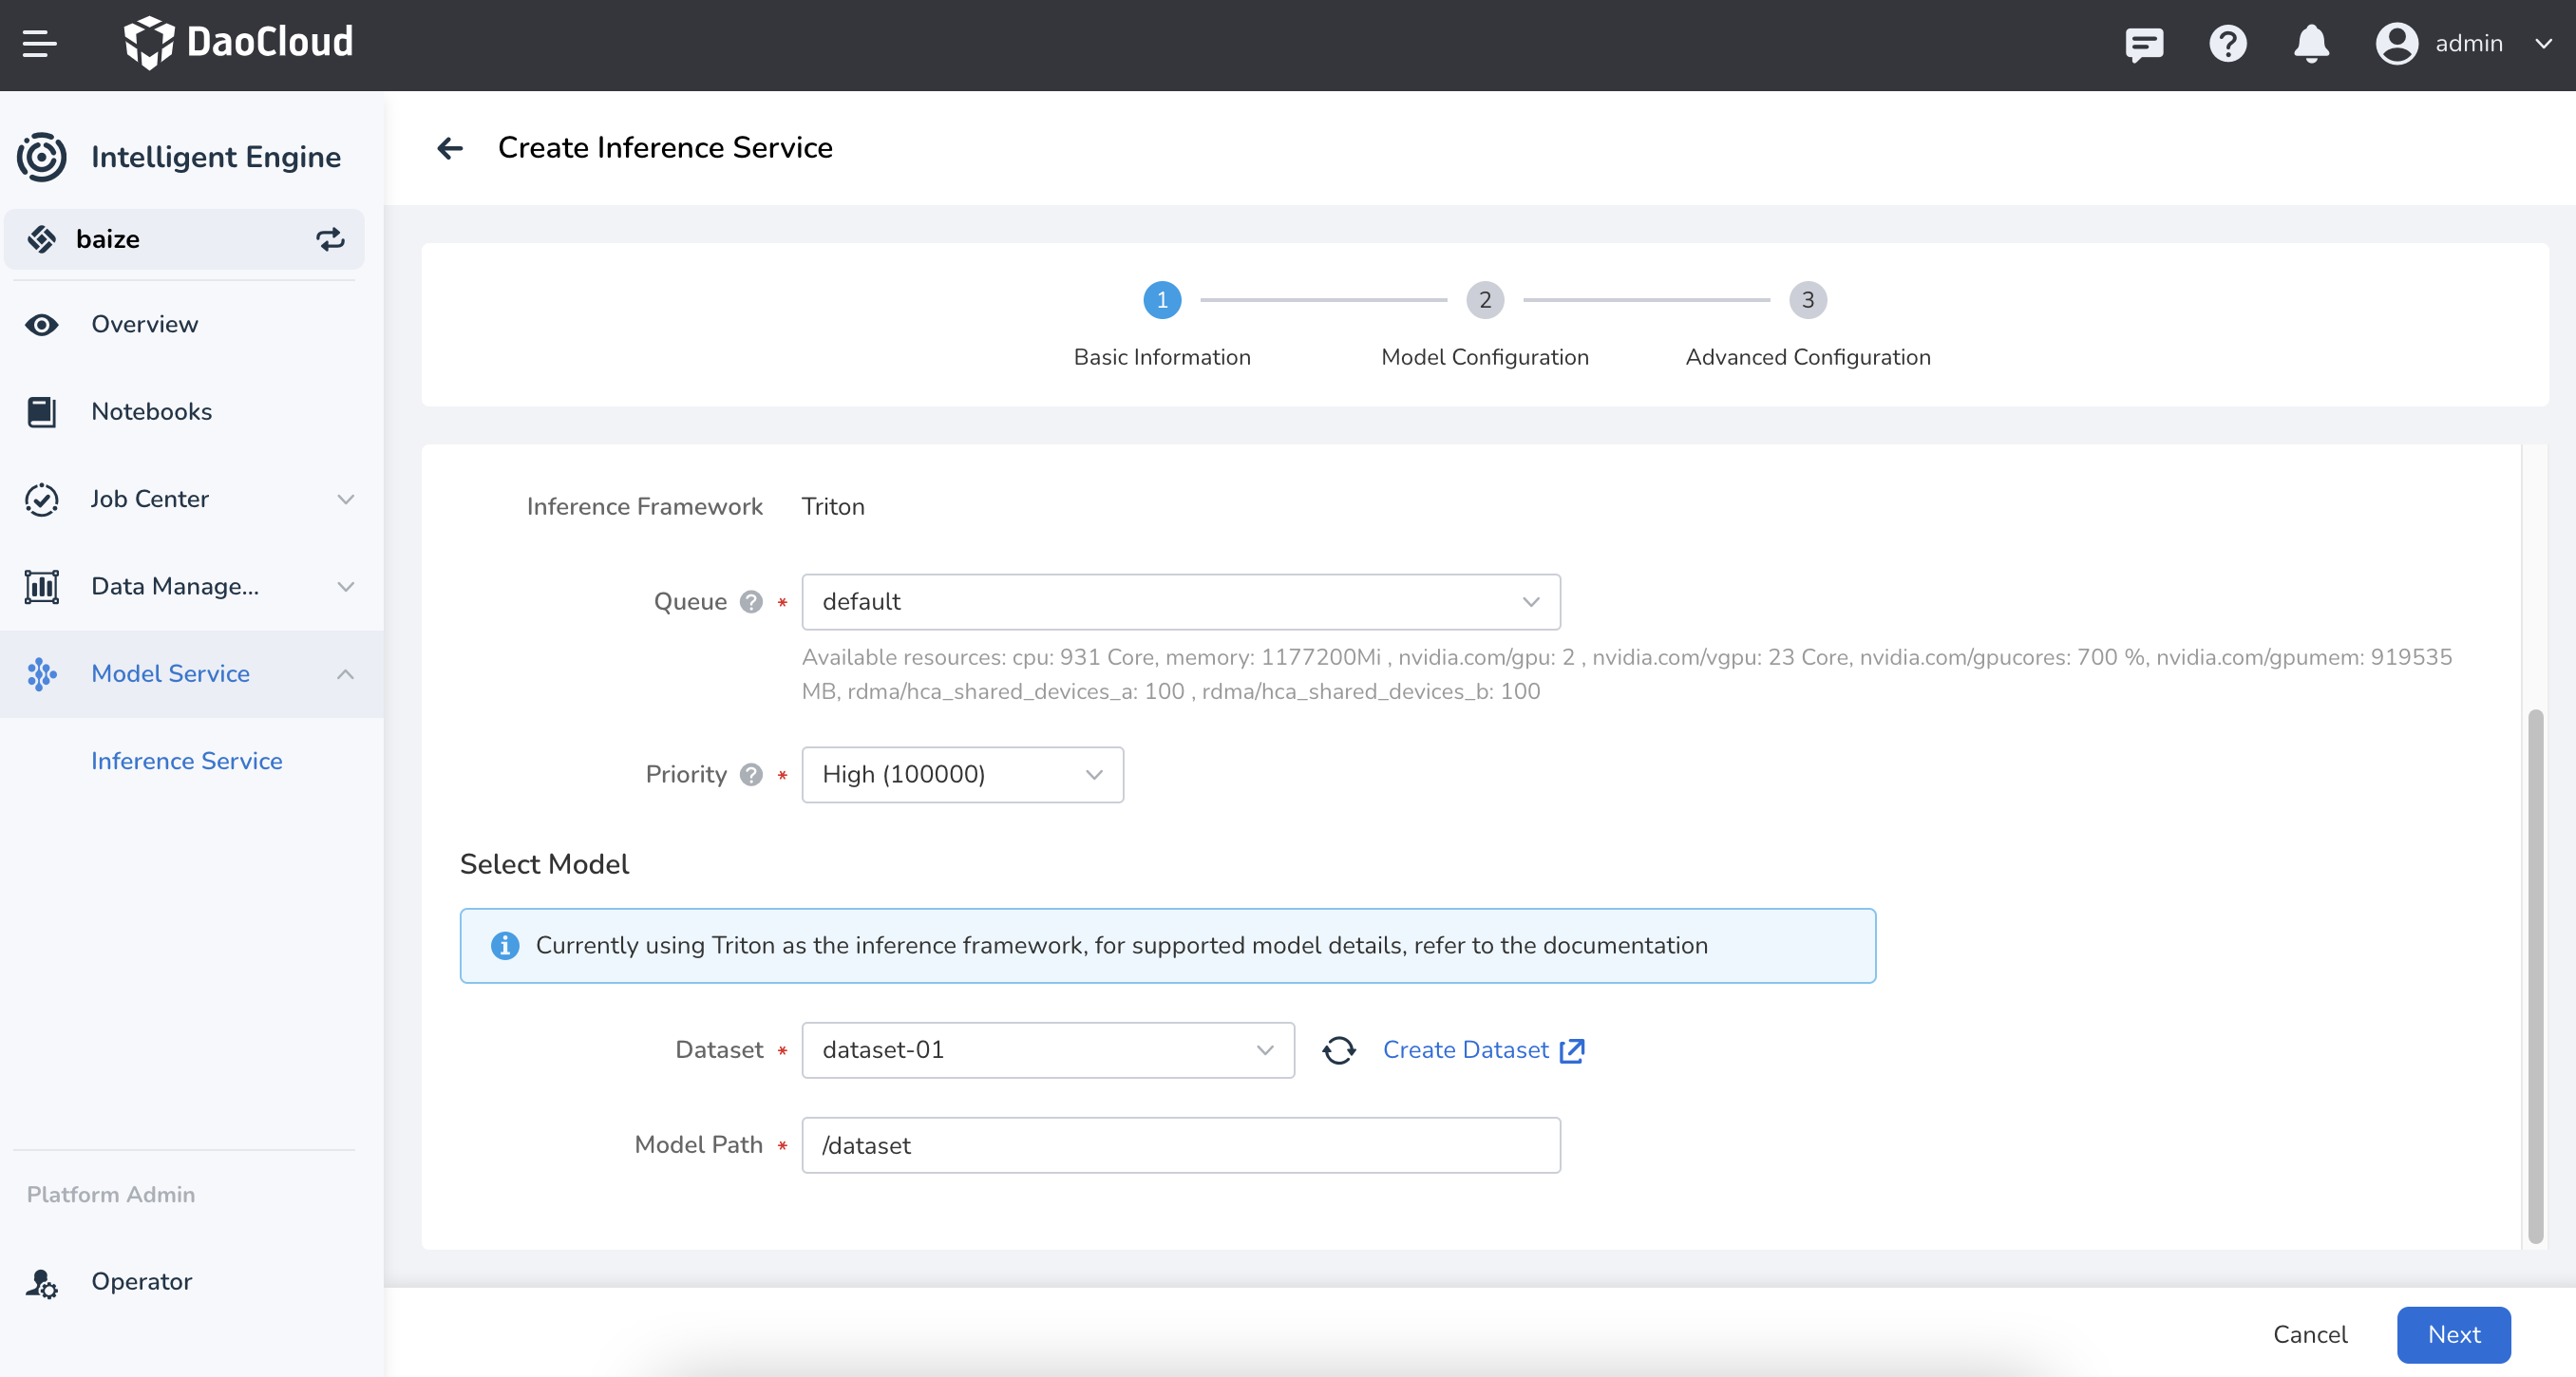 DaoCloud
admin
Intelligent Engine
baize
Overview
Notebooks
Job Center
Data Manage...
Model Service
Inference Service
Platform Admin
Operator
Create Inference Service
1
2
3
Basic Information
Model Configuration
Advanced Configuration
Inference Framework Triton
Queue ? * default
Available resources: cpu: 931 Core, memory: 1177200Mi , nvidia.com/gpu: 2 , nvidia.com/vgpu: 23 Core, nvidia.com/gpucores: 700 %, nvidia.com/gpumem: 919535
MB, rdma/hca_shared_devices_a: 100 , rdma/hca_shared_devices_b: 100
Priority ? * High (100000)
Select Model
Currently using Triton as the inference framework, for supported model details, refer to the documentation
Dataset * dataset-01 Create Dataset
Model Path * /dataset
Cancel Next